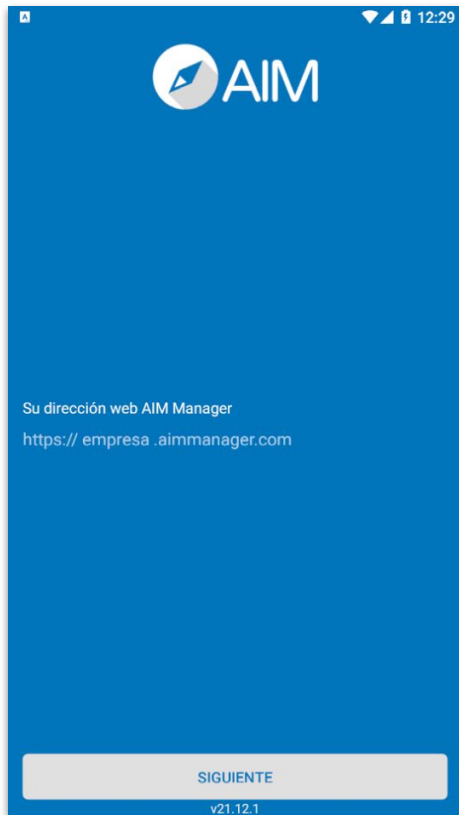 12:29
AIM
Su dirección web AIM Manager
https:// empresa .aimmanager.com
SIGUIENTE
v21.12.1